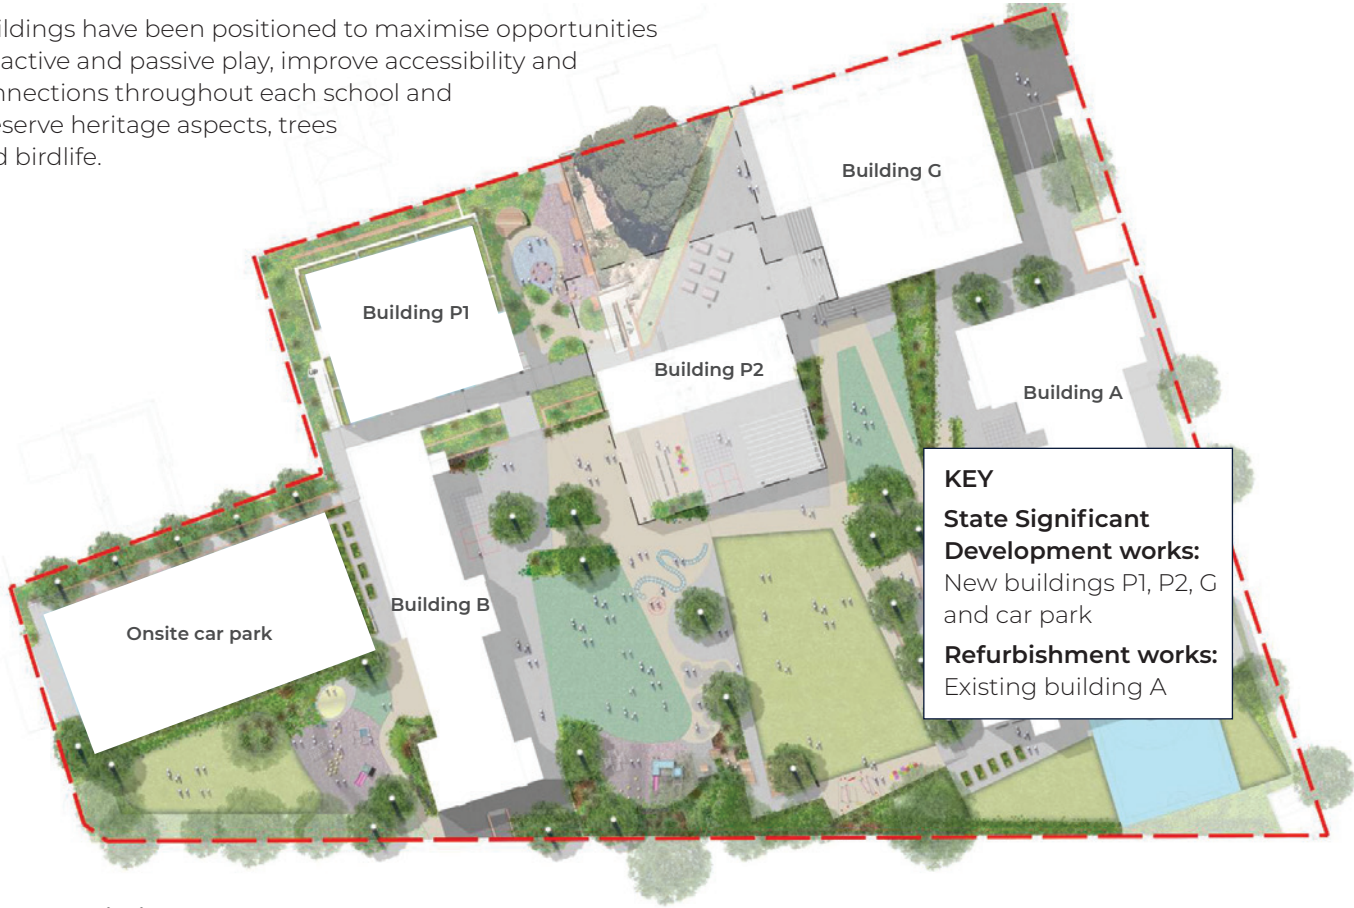 ildings have been positioned to maximise opportunities
active and passive play, improve accessibility and
nnections throughout each school and
eserve heritage aspects, trees
d birdlife.
Building G
Building P1
Building P2
Building A
Building B
Onsite car park
KEY
State Significant
Development works:
New buildings P1, P2, G
and car park
Refurbishment works:
Existing building A